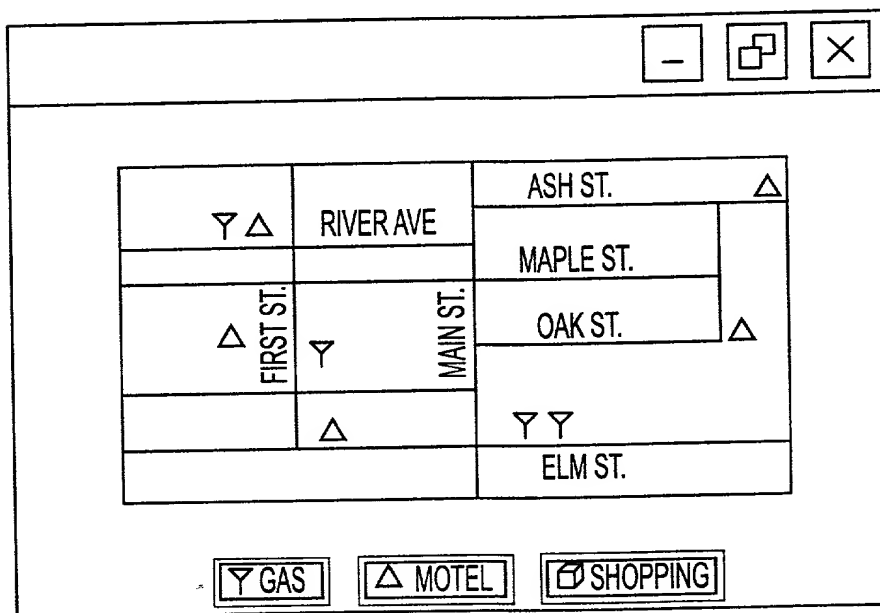 ASH ST.
RIVER AVE
MAPLE ST.
FIRST ST.
MAIN ST.
OAK ST.
ELM ST.
GAS
MOTEL
SHOPPING